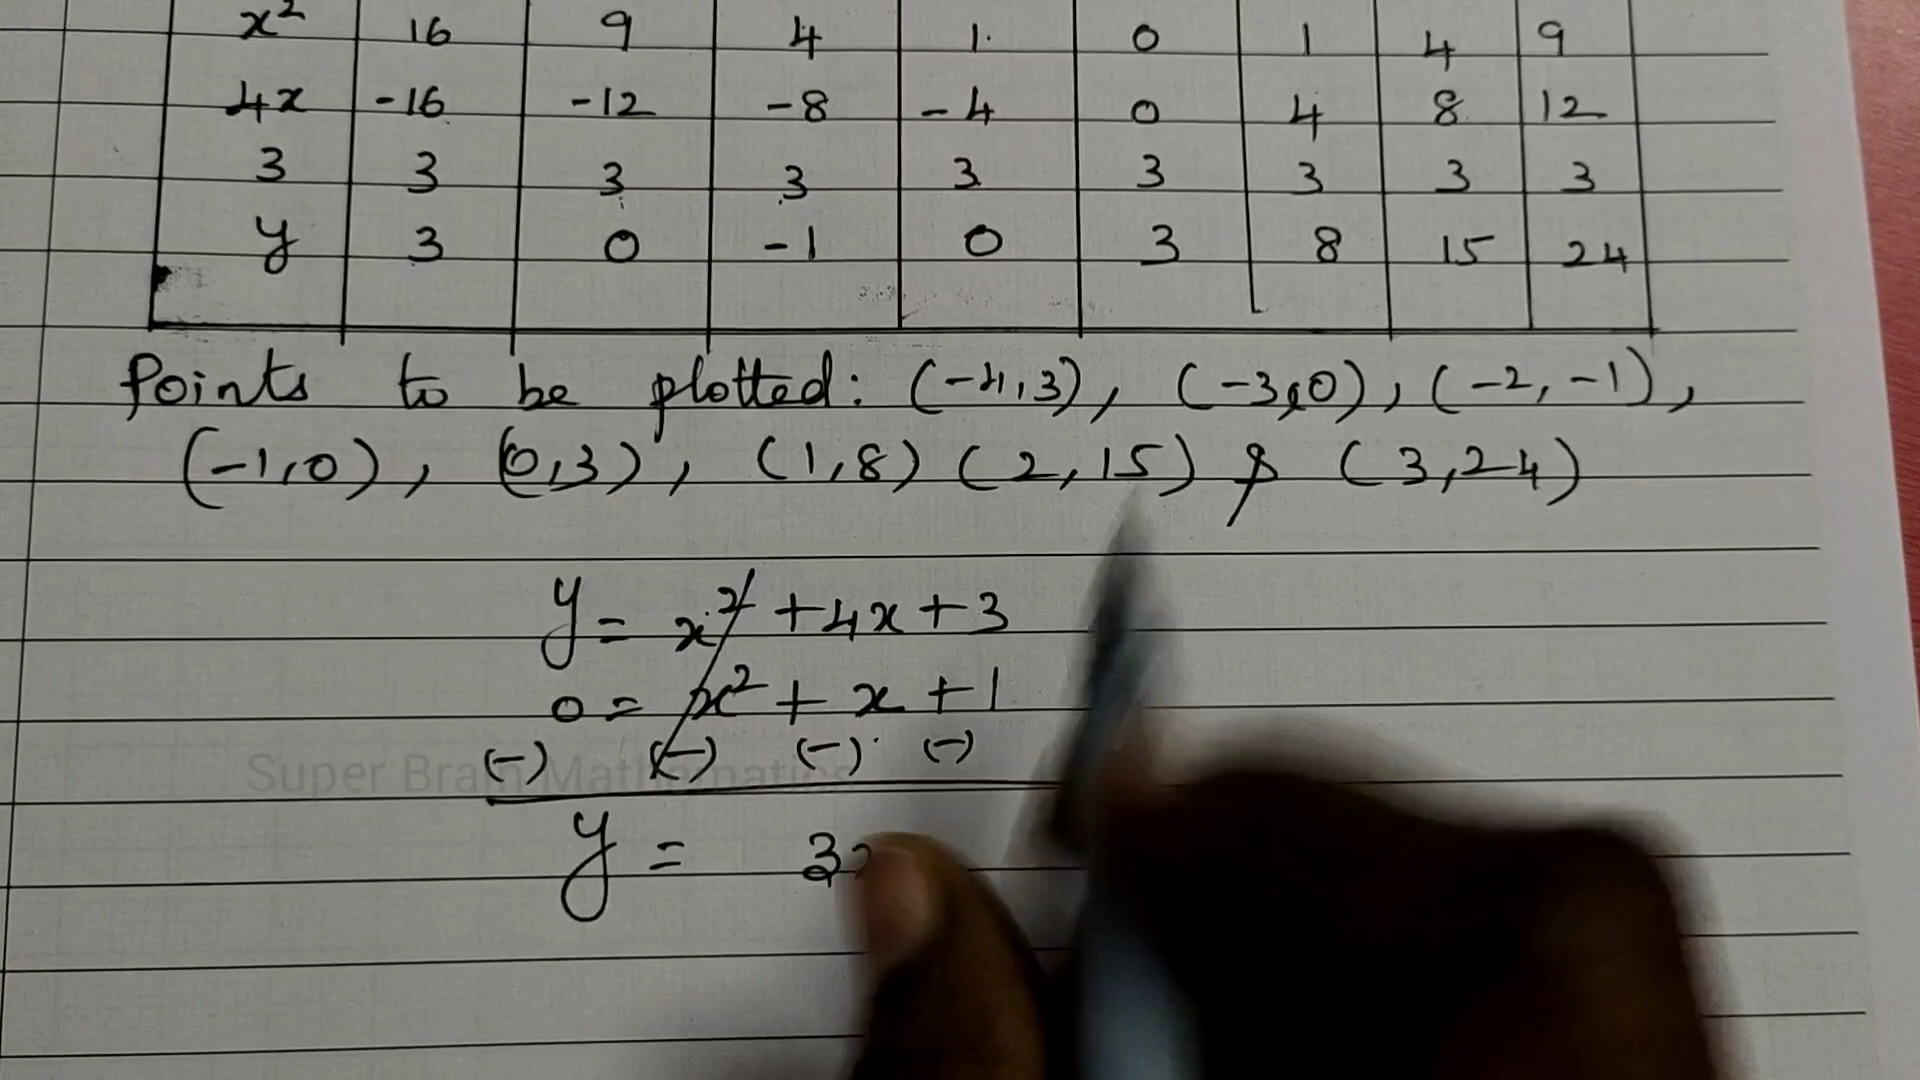 x² 16 9 4 1 0 1 4 9
4x -16 -12 -8 -4 0 4 8 12
3 3 3 3 3 3 3 3 3
y 3 0 -1 0 3 8 15 24
Points to be plotted: (-4,3), (-3,0), (-2,-1),
(-1,0), (0,3), (1,8) (2,15) & (3,24)
y = x² + 4x + 3
0 = x² + x + 1
(-) (-) (-) (-)
Super Brain Mathematics
y = 3x